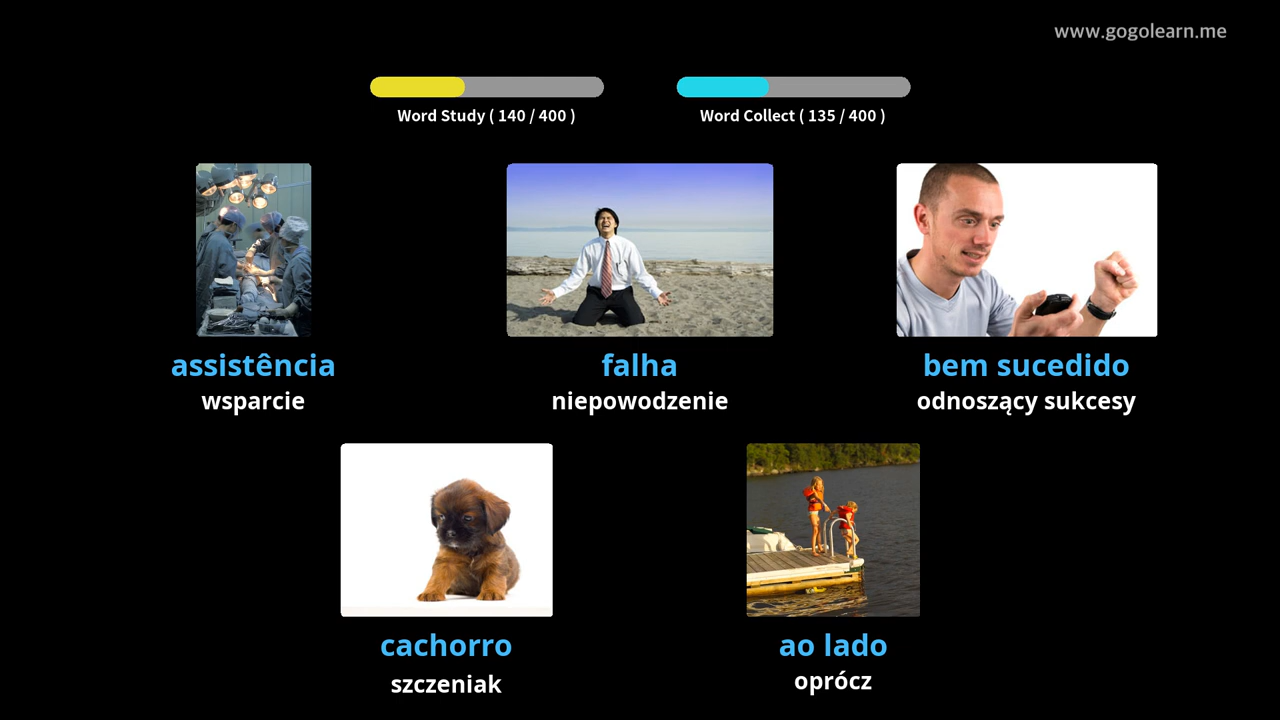 www.gogolearn.me
Word Study ( 140 / 400 )
Word Collect ( 135 / 400 )
assistência
wsparcie
falha
niepowodzenie
bem sucedido
odnoszący sukcesy
cachorro
szczeniak
ao lado
oprócz